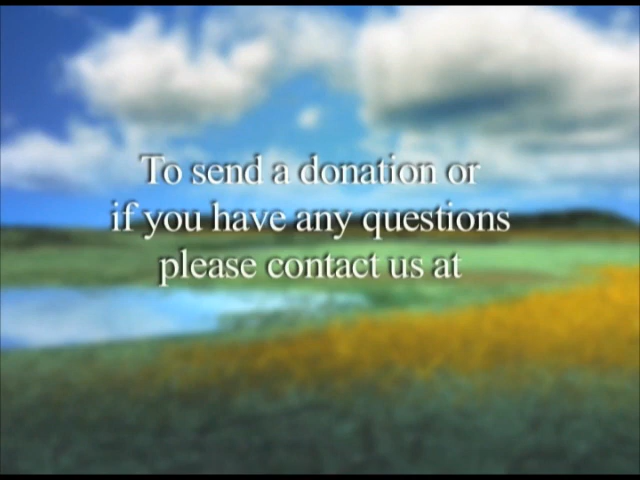 To send a donation or
if you have any questions
please contact us at